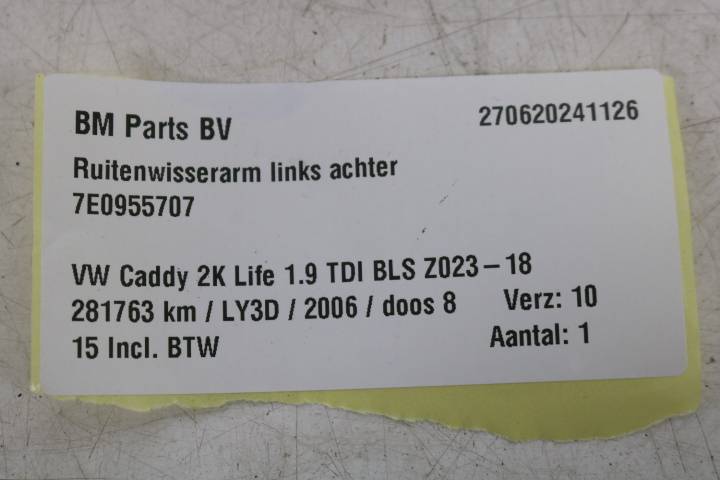 BM Parts BV 270620241126
Ruitenwisserarm links achter
7E0955707
VW Caddy 2K Life 1.9 TDI BLS Z023-18
281763 km / LY3D / 2006 / doos 8 Verz: 10
15 Incl. BTW Aantal: 1